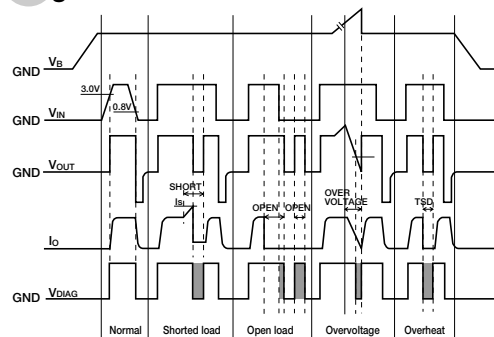 VB
GND
3.0V
0.8V
VIN
GND
VOUT
GND
SHORT
Is
OPEN
OPEN
OVER
VOLTAGE
TSD
IO
VDIAG
GND
Normal
Shorted load
Open load
Overvoltage
Overheat